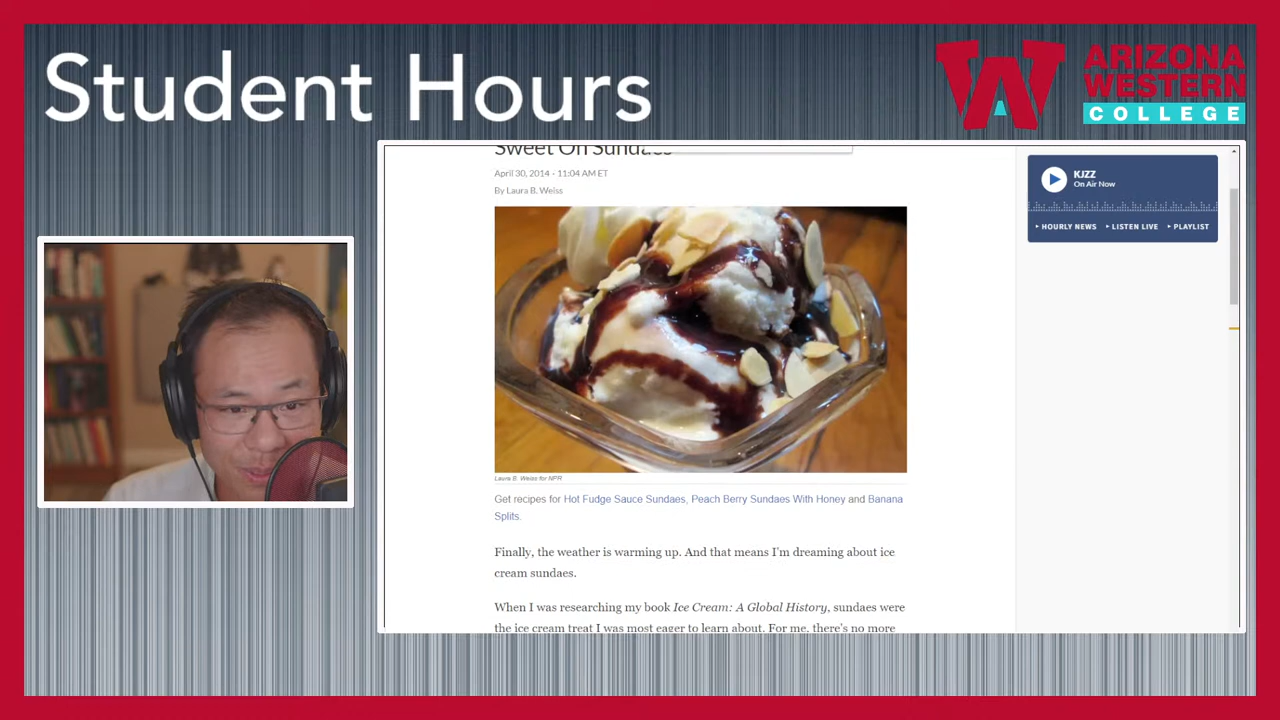 Student Hours
ARIZONA
WESTERN
COLLEGE
Sweet On Sundaes
April 30, 2014 · 11:04 AM ET
By Laura B. Weiss
Laura B. Weiss for NPR
Get recipes for Hot Fudge Sauce Sundaes, Peach Berry Sundaes With Honey and Banana
Splits.
Finally, the weather is warming up. And that means I'm dreaming about ice
cream sundaes.
When I was researching my book Ice Cream: A Global History, sundaes were
the ice cream treat I was most eager to learn about. For me, there's no more
KJZZ
On Air Now
HOURLY NEWS
LISTEN LIVE
PLAYLIST